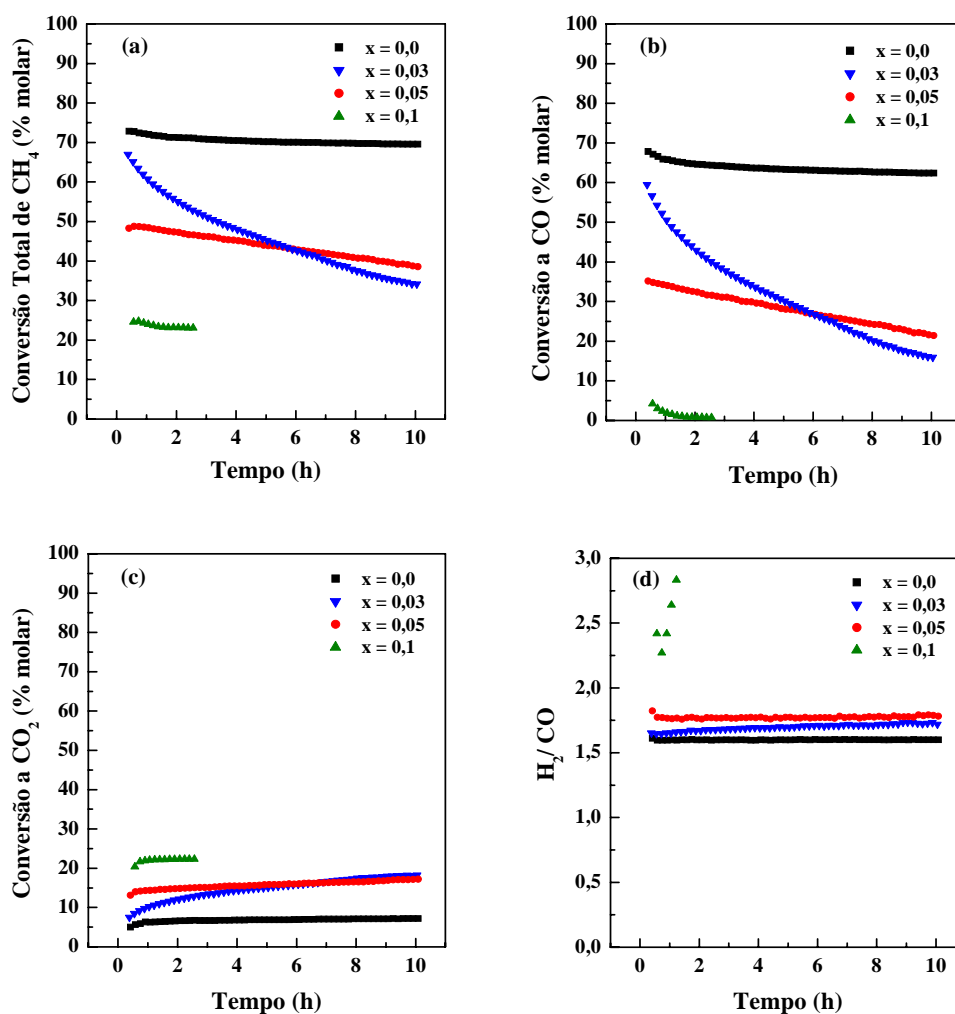 (a)
x = 0,0
x = 0,03
x = 0,05
x = 0,1
Conversão Total de CH4 (% molar)
100
90
80
70
60
50
40
30
20
10
0
0 2 4 6 8 10
Tempo (h)
(b)
x = 0,0
x = 0,03
x = 0,05
x = 0,1
Conversão a CO (% molar)
100
90
80
70
60
50
40
30
20
10
0
0 2 4 6 8 10
Tempo (h)
(c)
x = 0,0
x = 0,03
x = 0,05
x = 0,1
Conversão a CO2 (% molar)
100
90
80
70
60
50
40
30
20
10
0
0 2 4 6 8 10
Tempo (h)
(d)
x = 0,0
x = 0,03
x = 0,05
x = 0,1
H2/ CO
3,0
2,5
2,0
1,5
1,0
0,5
0,0
0 2 4 6 8 10
Tempo (h)